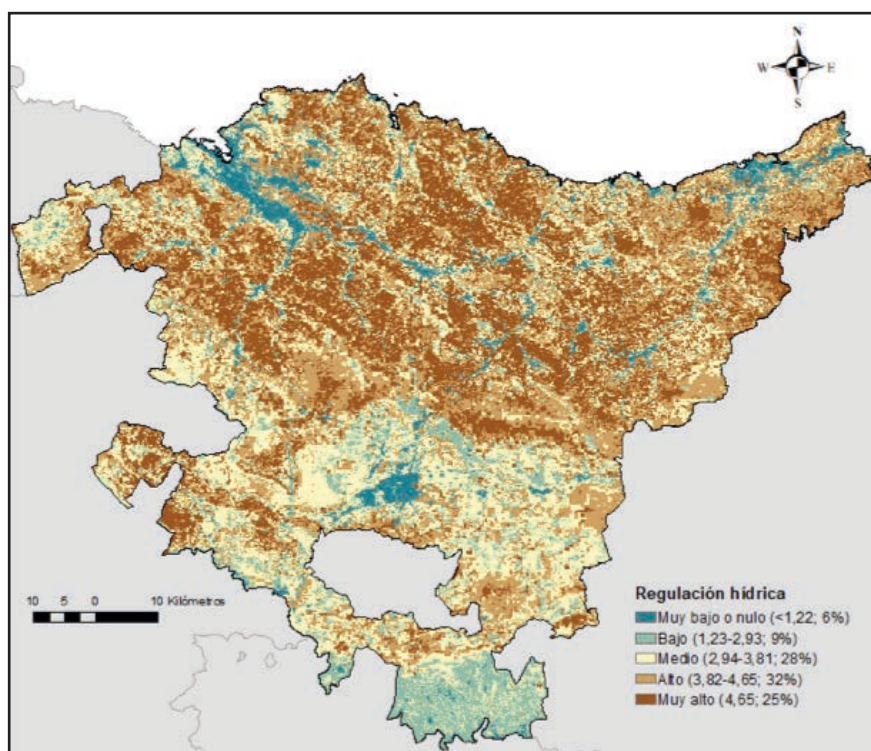 N
W E
S
10 5 0 10 Kilómetros
Regulación hídrica
Muy bajo o nulo (<1,22; 6%)
Bajo (1,23-2,93; 9%)
Medio (2,94-3,81; 28%)
Alto (3,82-4,65; 32%)
Muy alto (4,65; 25%)